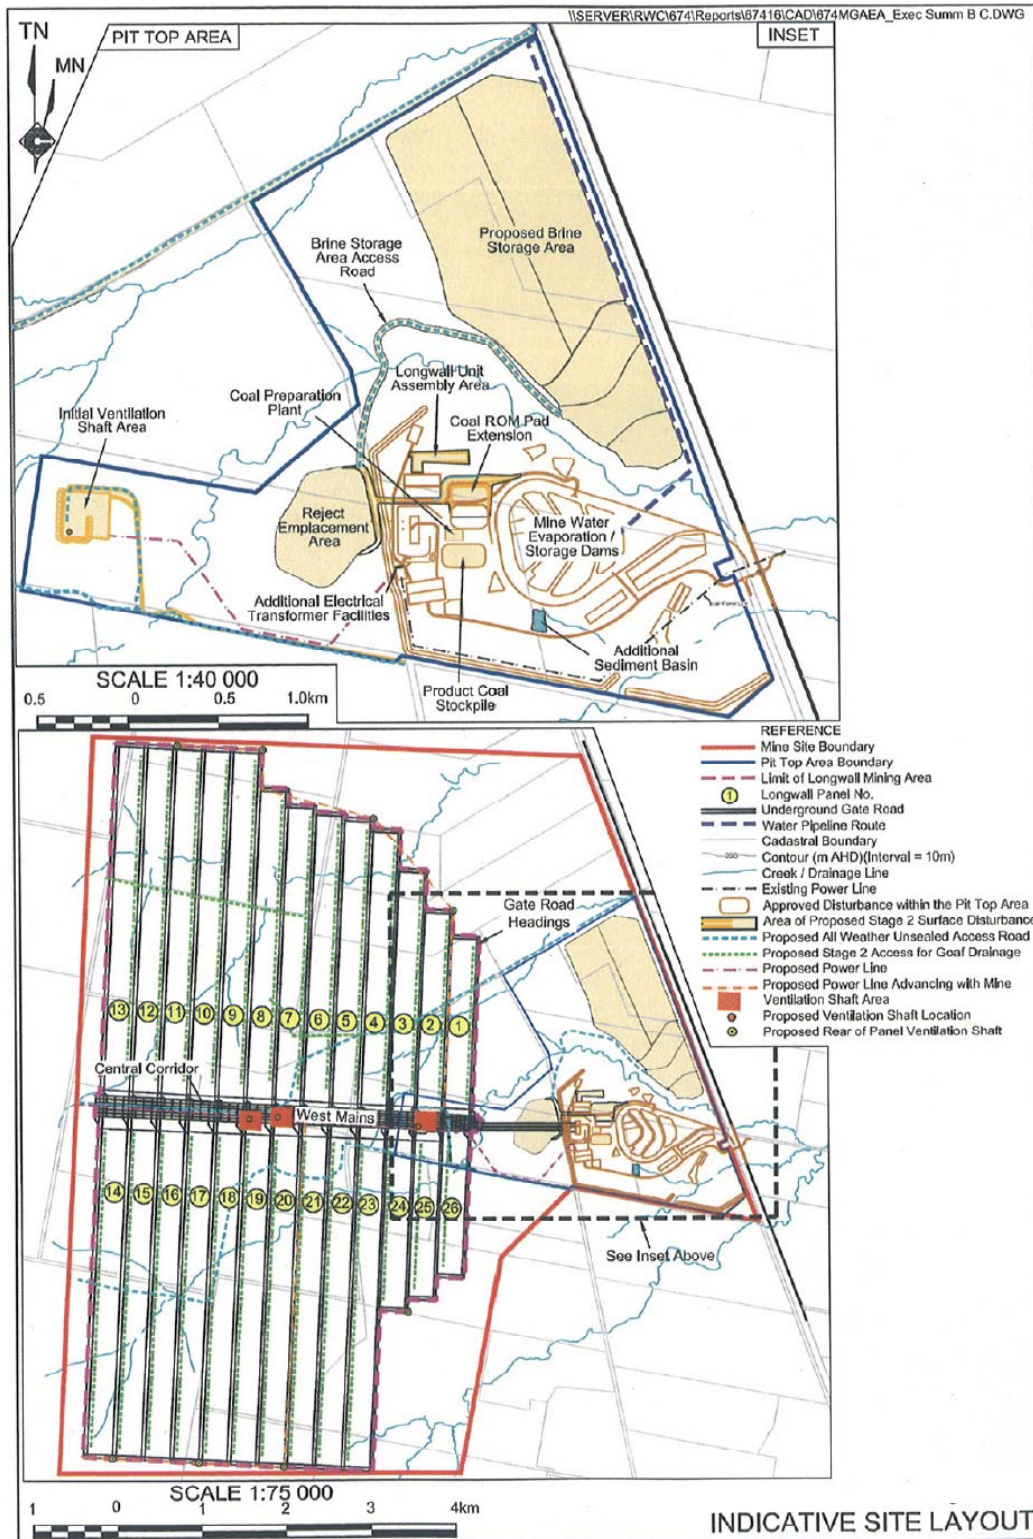 \\SERVER\RWC\674\Reports\67416\CAD\674MGAEA_Exec Summ B C.DWG
TN
MN
PIT TOP AREA
INSET
Proposed Brine
Storage Area
Brine Storage
Area Access
Road
Longwall Unit
Assembly Area
Coal Preparation
Plant
Coal ROM Pad
Extension
Initial Ventilation
Shaft Area
Reject
Emplacement
Area
Mine Water
Evaporation /
Storage Dams
Additional Electrical
Transformer Facilities
Additional
Sediment Basin
Product Coal
Stockpile
SCALE 1:40 000
0.5 0 0.5 1.0km
REFERENCE
Mine Site Boundary
Pit Top Area Boundary
Limit of Longwall Mining Area
1 Longwall Panel No.
Underground Gate Road
Water Pipeline Route
Cadastral Boundary
Contour (m AHD)(Interval = 10m)
Creek / Drainage Line
Existing Power Line
Approved Disturbance within the Pit Top Area
Area of Proposed Stage 2 Surface Disturbance
Proposed All Weather Unsealed Access Road
Proposed Stage 2 Access for Goaf Drainage
Proposed Power Line
Proposed Power Line Advancing with Mine
Ventilation Shaft Area
Proposed Ventilation Shaft Location
Proposed Rear of Panel Ventilation Shaft
Gate Road
Headings
13 12 11 10 9 8 7 6 5 4 3 2 1
Central Corridor
West Mains
14 15 16 17 18 19 20 21 22 23 24 25 26
See Inset Above
SCALE 1:75 000
1 0 1 2 3 4km
INDICATIVE SITE LAYOUT